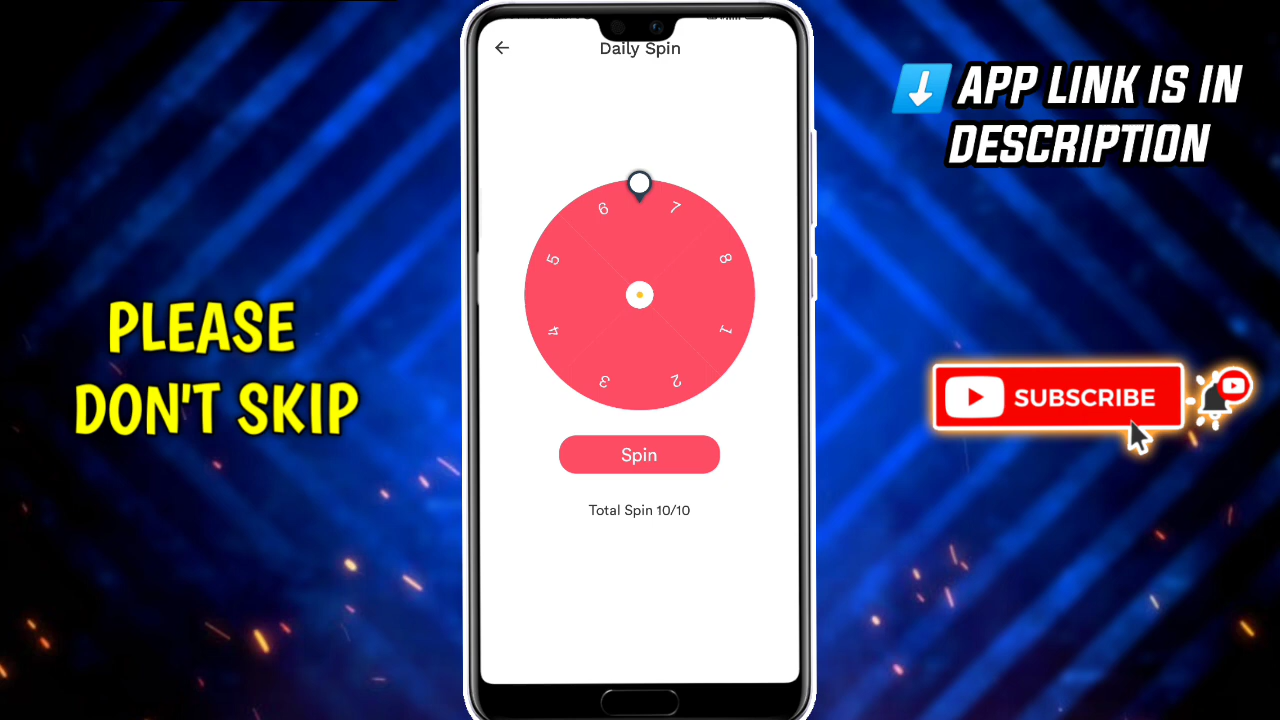 Daily Spin
APP LINK IS IN
DESCRIPTION
6
7
5
8
4
1
3
2
PLEASE
DON'T SKIP
SUBSCRIBE
Spin
Total Spin 10/10